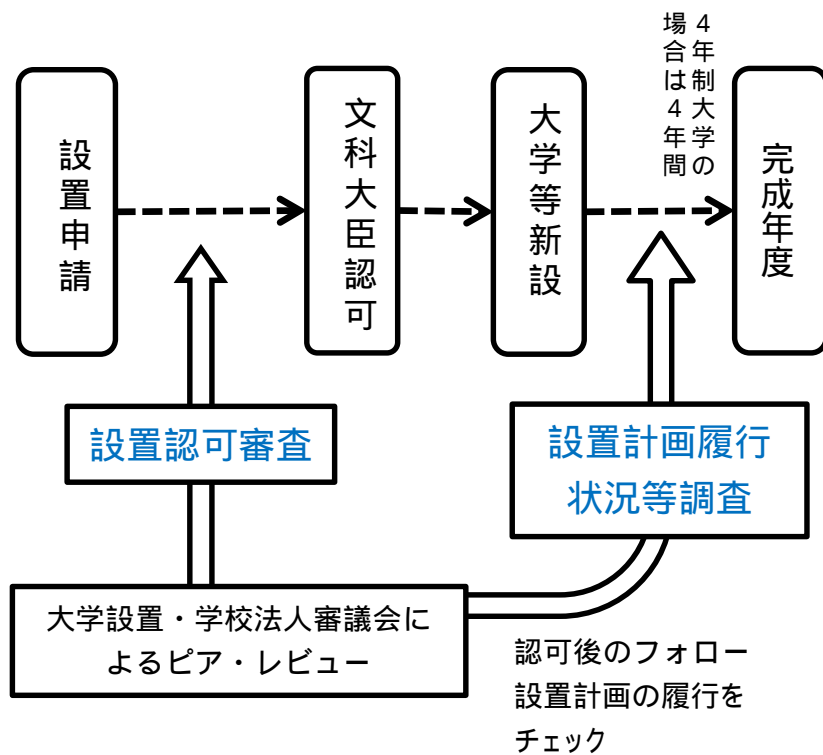 設置申請
文科大臣認可
大学等新設
４年制大学の
場合は４年間
完成年度
設置認可審査
設置計画履行
状況等調査
大学設置・学校法人審議会に
よるピア・レビュー
認可後のフォロー
設置計画の履行を
チェック